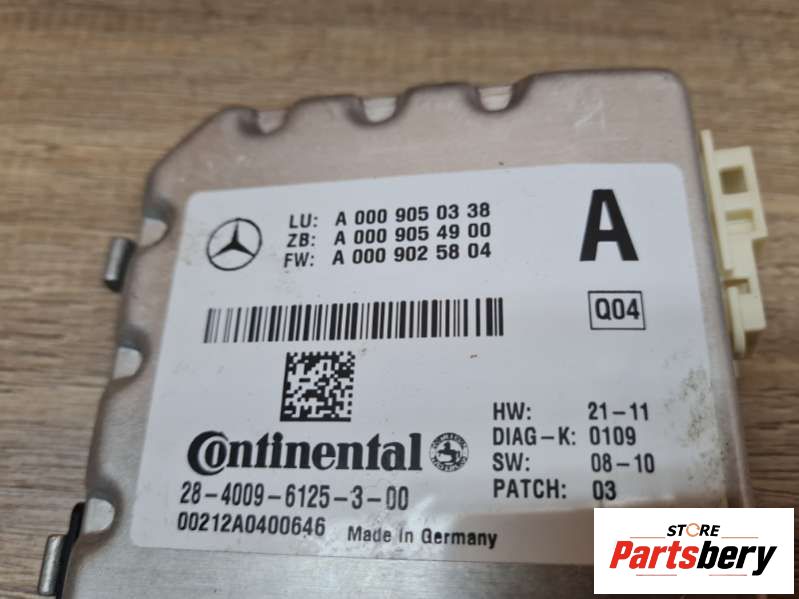 LU: A 000 905 03 38
ZB: A 000 905 49 00
FW: A 000 902 58 04
A
Q04
HW: 21-11
DIAG-K: 0109
SW: 08-10
PATCH: 03
Continental
28-4009-6125-3-00
00212A0400646 Made in Germany
STORE
Partsbery